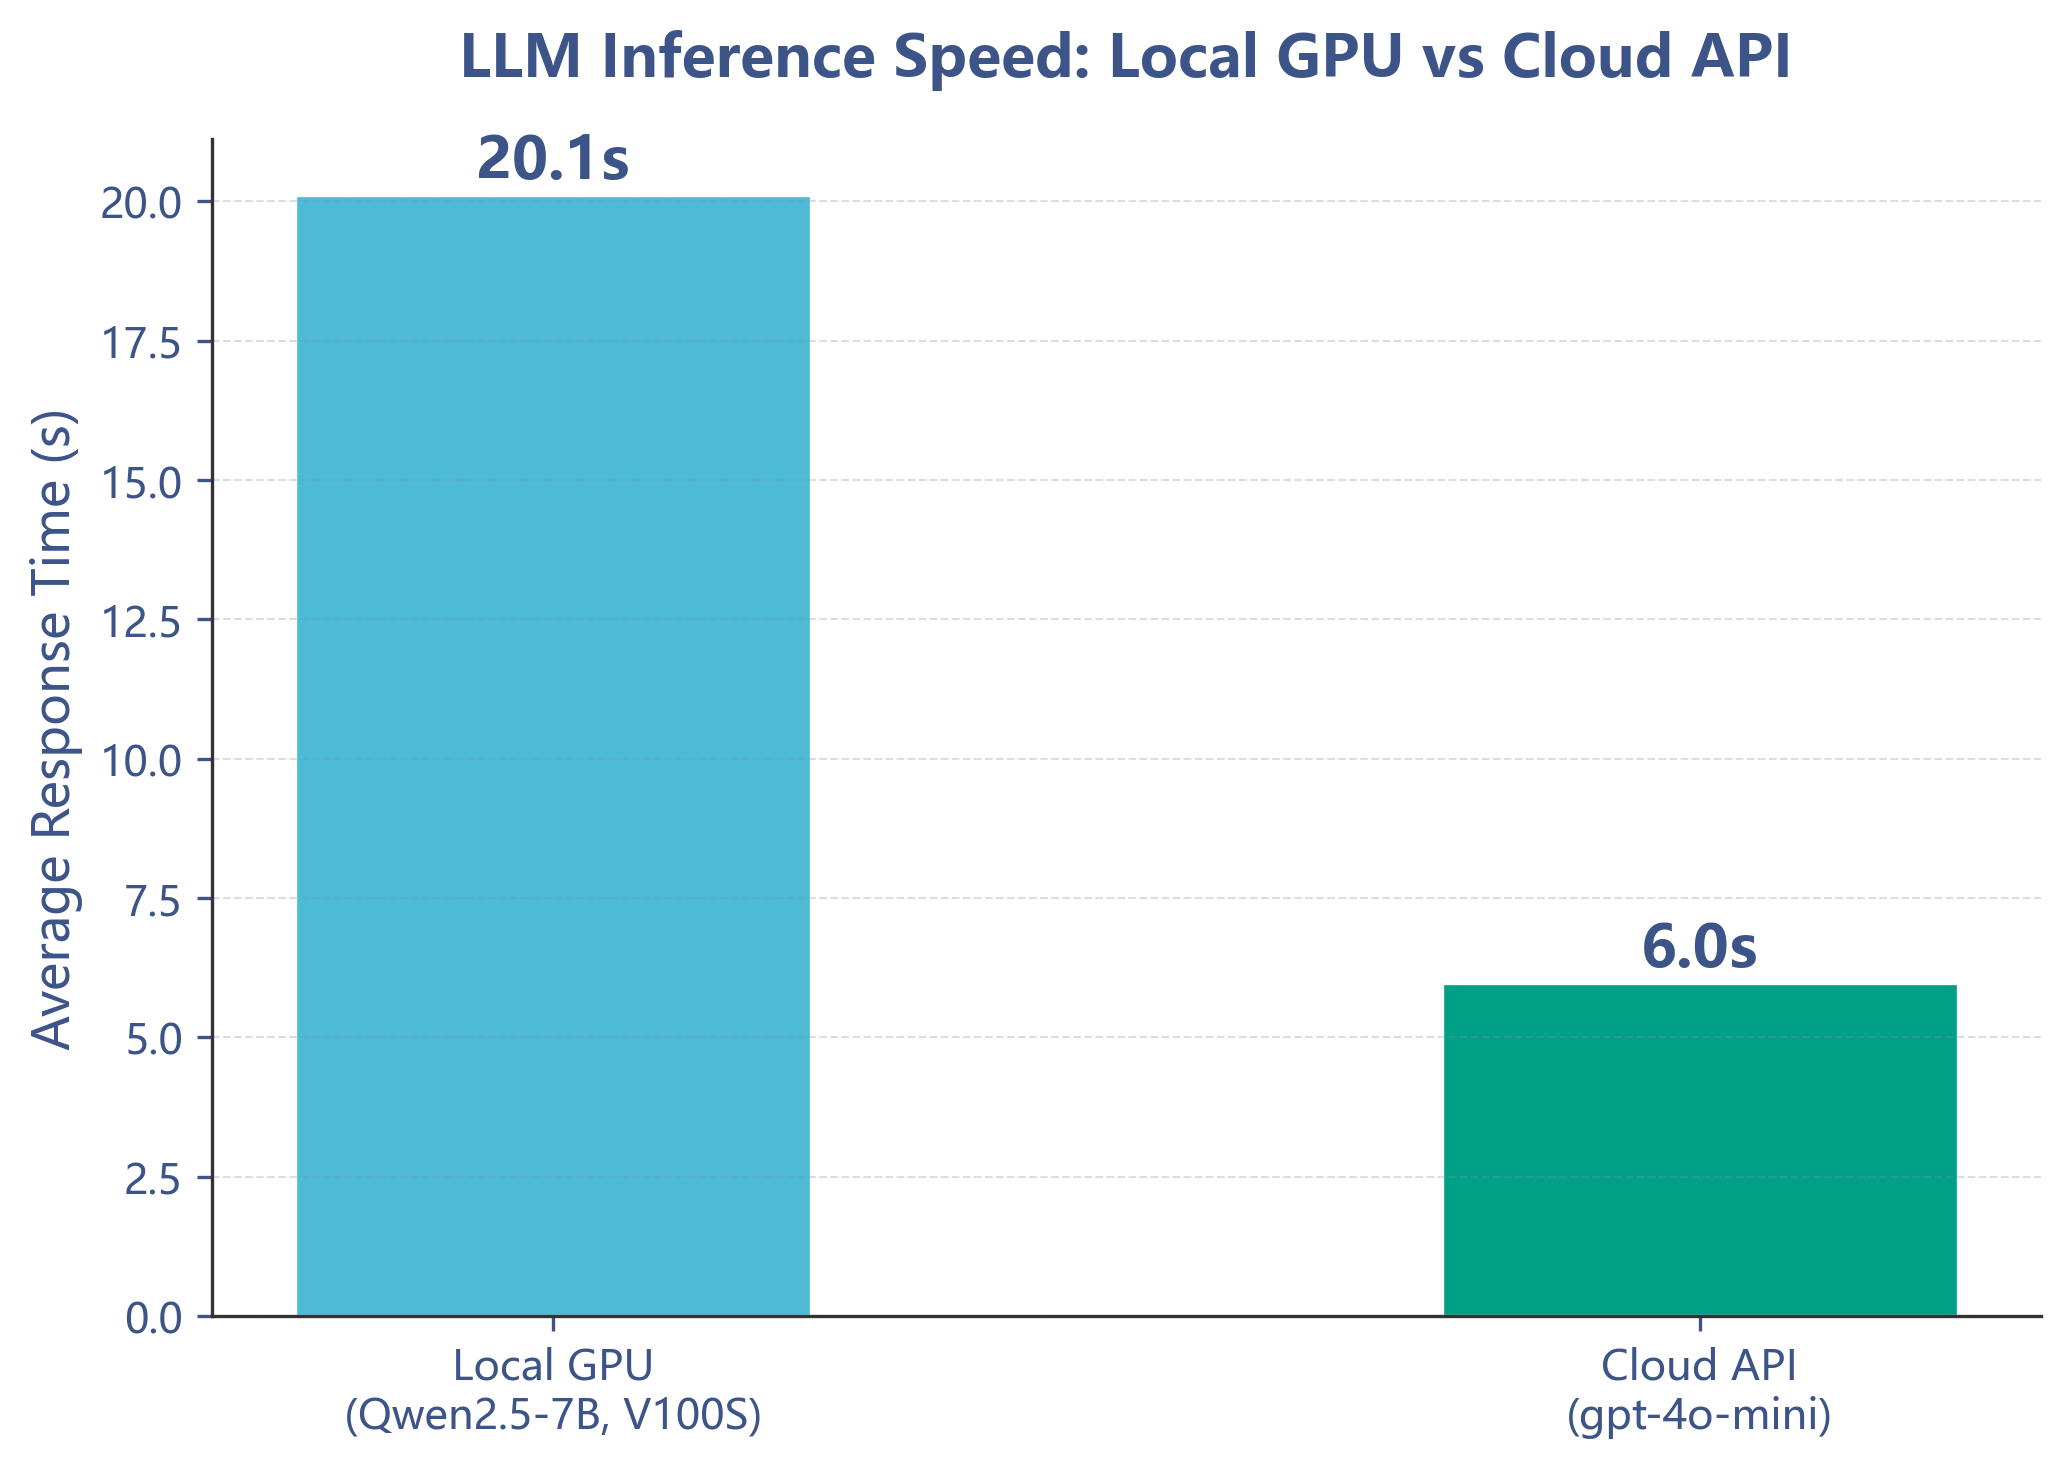 LLM Inference Speed: Local GPU vs Cloud API
20.1s
20.0
17.5
15.0
12.5
10.0
7.5
5.0
2.5
0.0
Average Response Time (s)
6.0s
Local GPU
(Qwen2.5-7B, V100S)
Cloud API
(gpt-4o-mini)